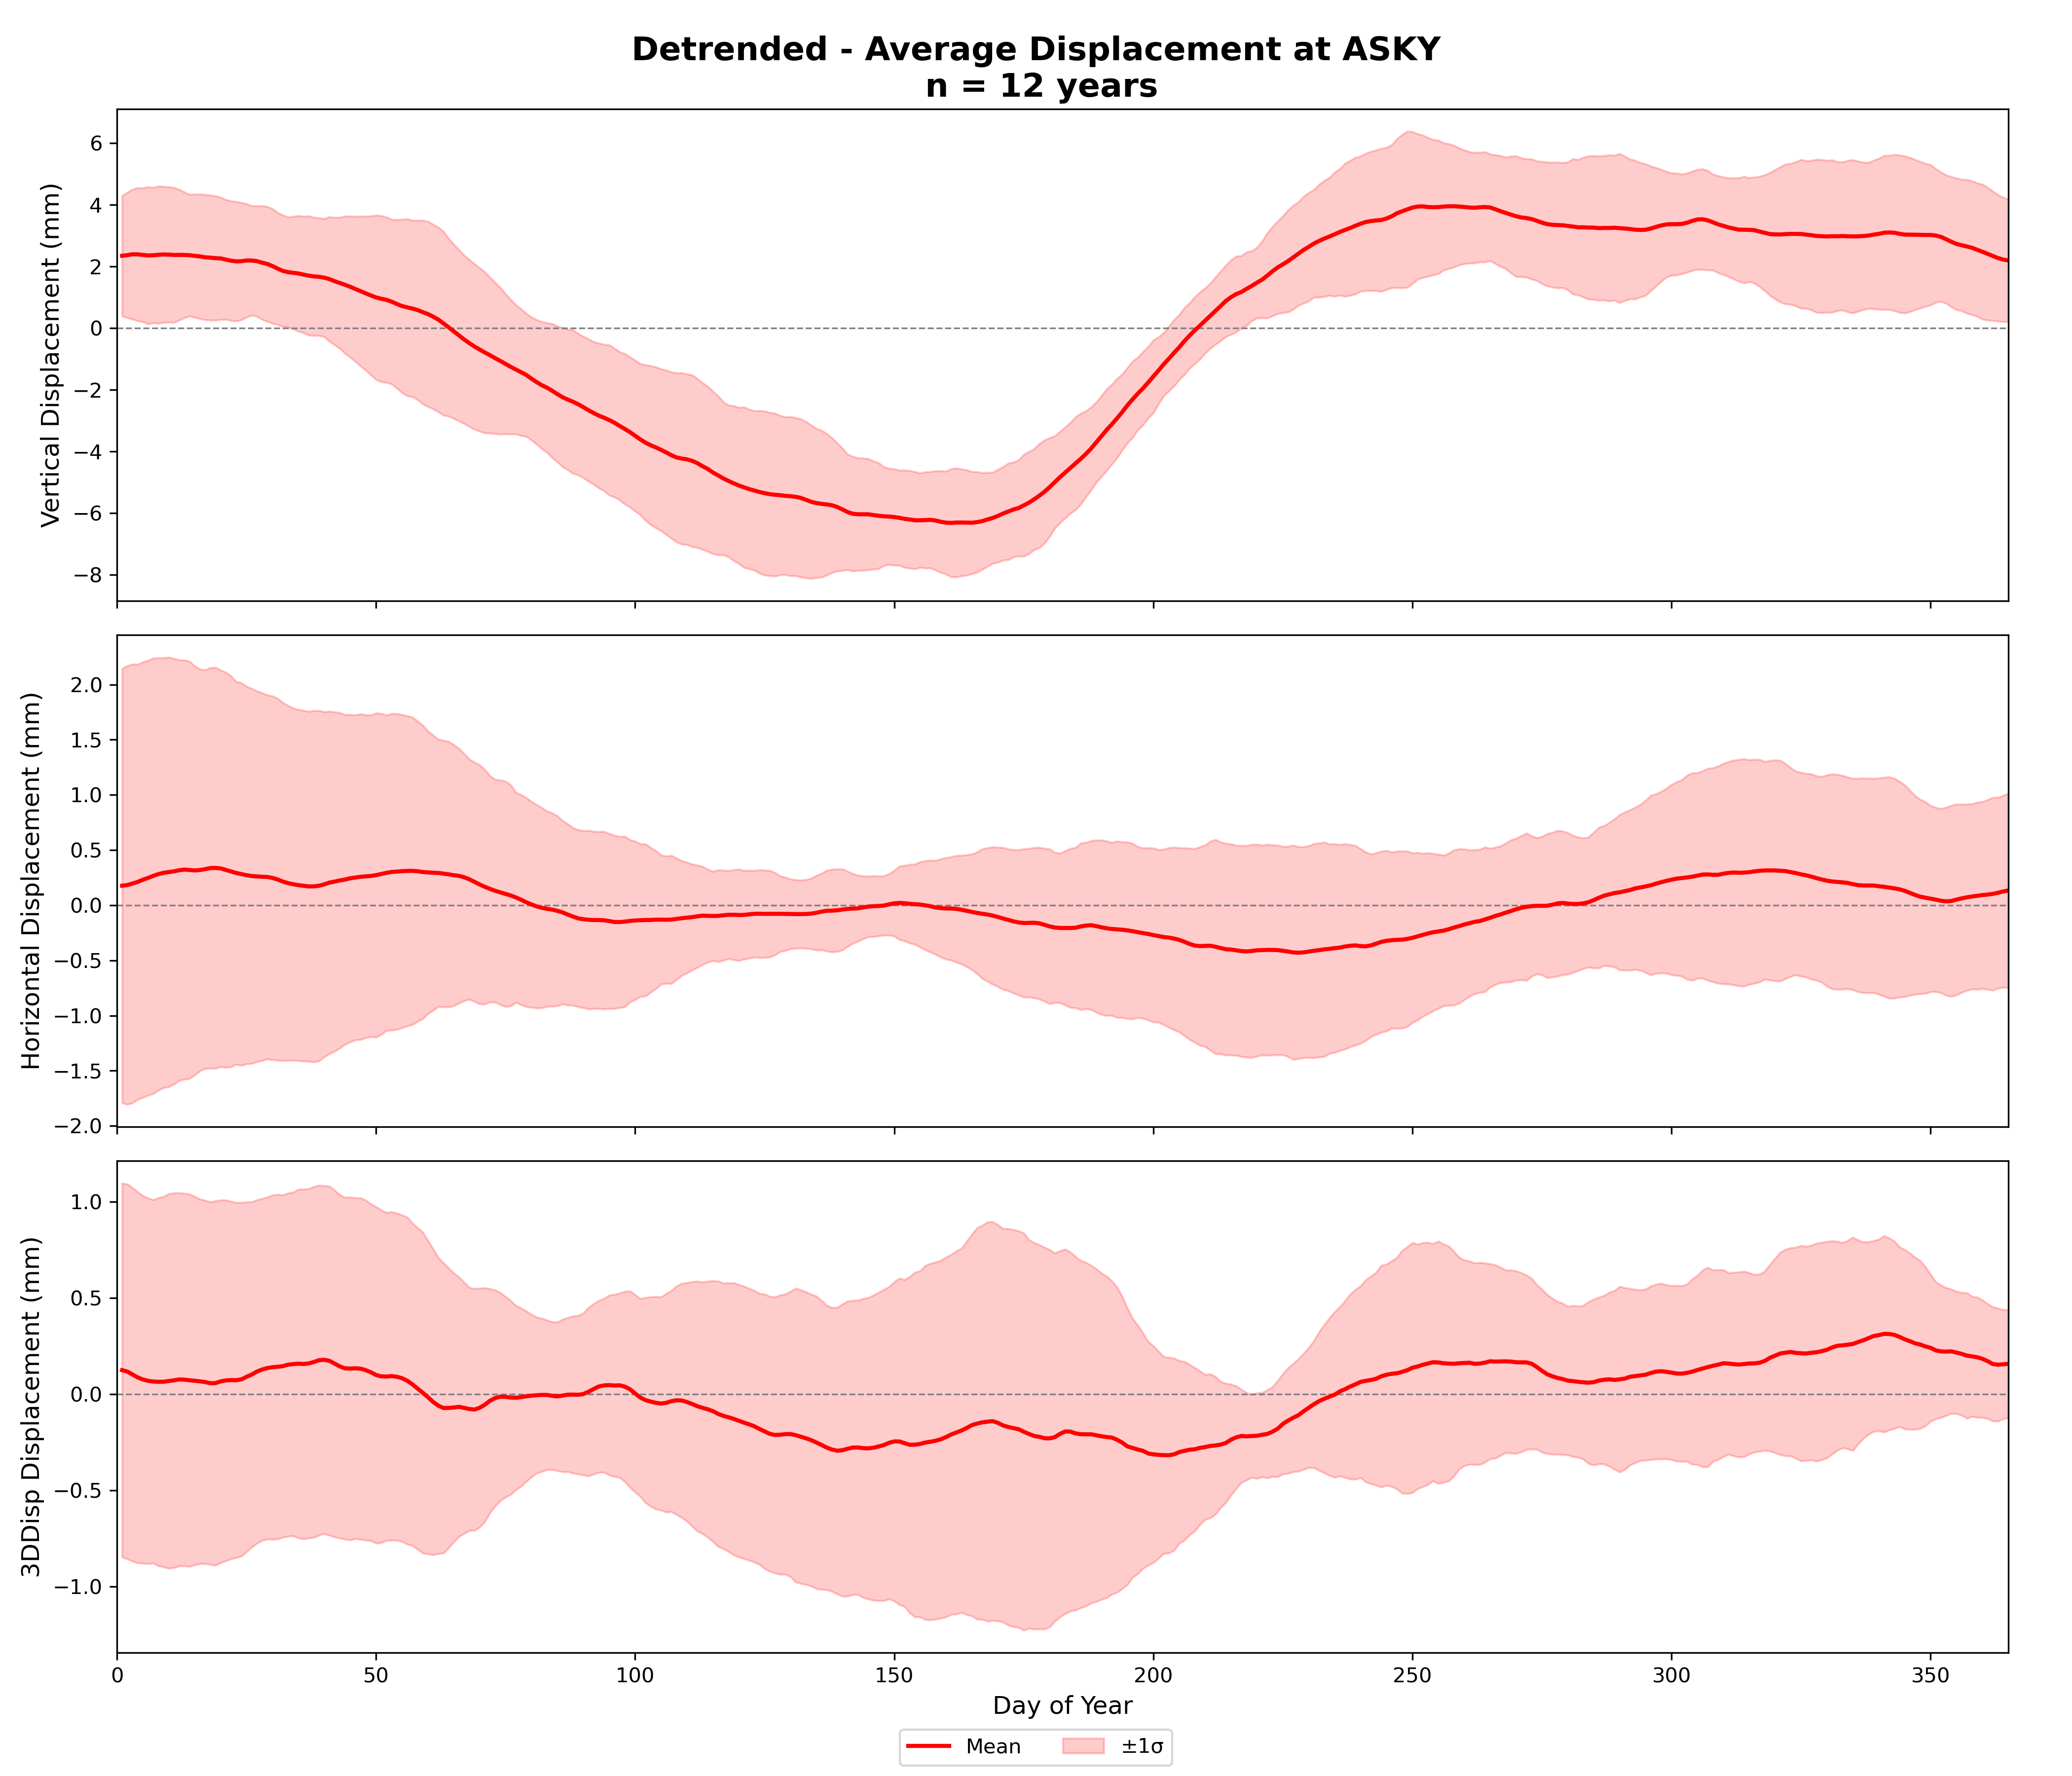 Detrended - Average Displacement at ASKY
n = 12 years
Vertical Displacement (mm)
6
4
2
0
−2
−4
−6
−8
Horizontal Displacement (mm)
2.0
1.5
1.0
0.5
0.0
−0.5
−1.0
−1.5
−2.0
3DDisp Displacement (mm)
1.0
0.5
0.0
−0.5
−1.0
0 50 100 150 200 250 300 350
Day of Year
Mean ±1σ